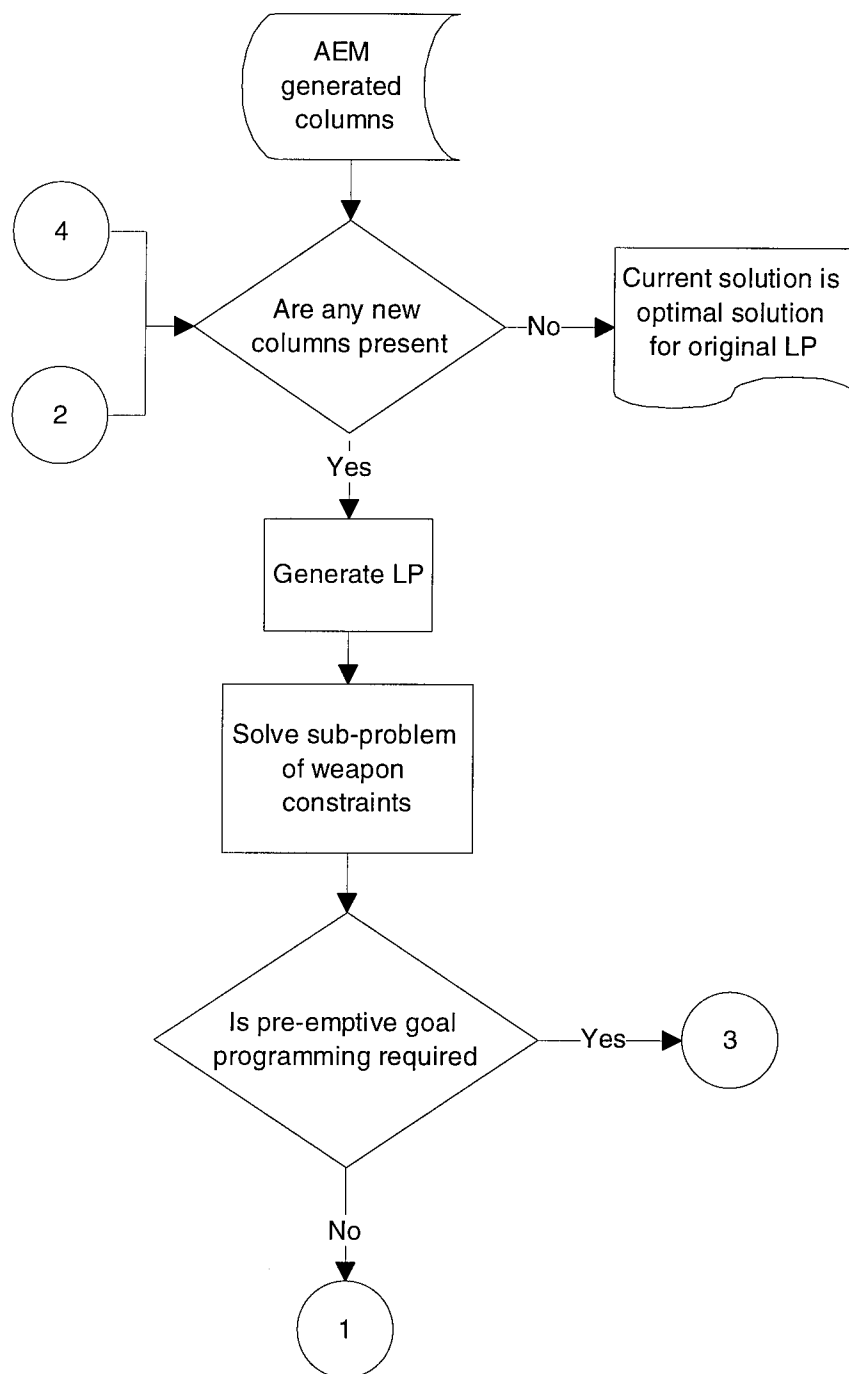 AEM
generated
columns
4
Are any new
columns present
No
Current solution is
optimal solution
for original LP
2
Yes
Generate LP
Solve sub-problem
of weapon
constraints
Is pre-emptive goal
programming required
Yes
3
No
1